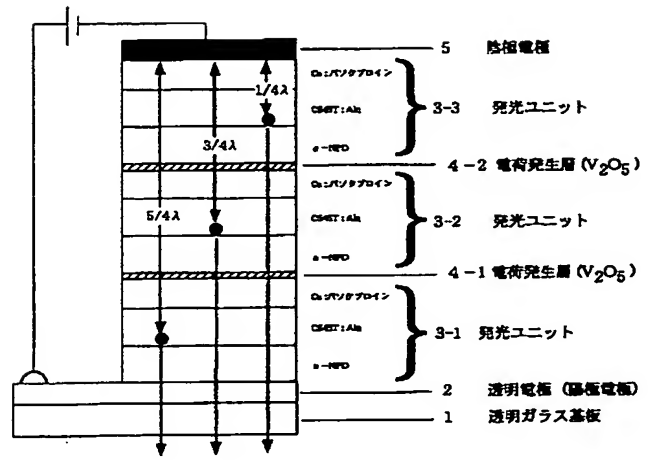 5 陰極電極
Cs:バソクプロイン
1/4λ
3-3 発光ユニット
C545T:Alq
3/4λ
α-NPD
4-2 電荷発生層 (V₂O₅)
Cs:バソクプロイン
5/4λ
C545T:Alq
3-2 発光ユニット
α-NPD
4-1 電荷発生層 (V₂O₅)
Cs:バソクプロイン
C545T:Alq
3-1 発光ユニット
α-NPD
2 透明電極 (陽極電極)
1 透明ガラス基板